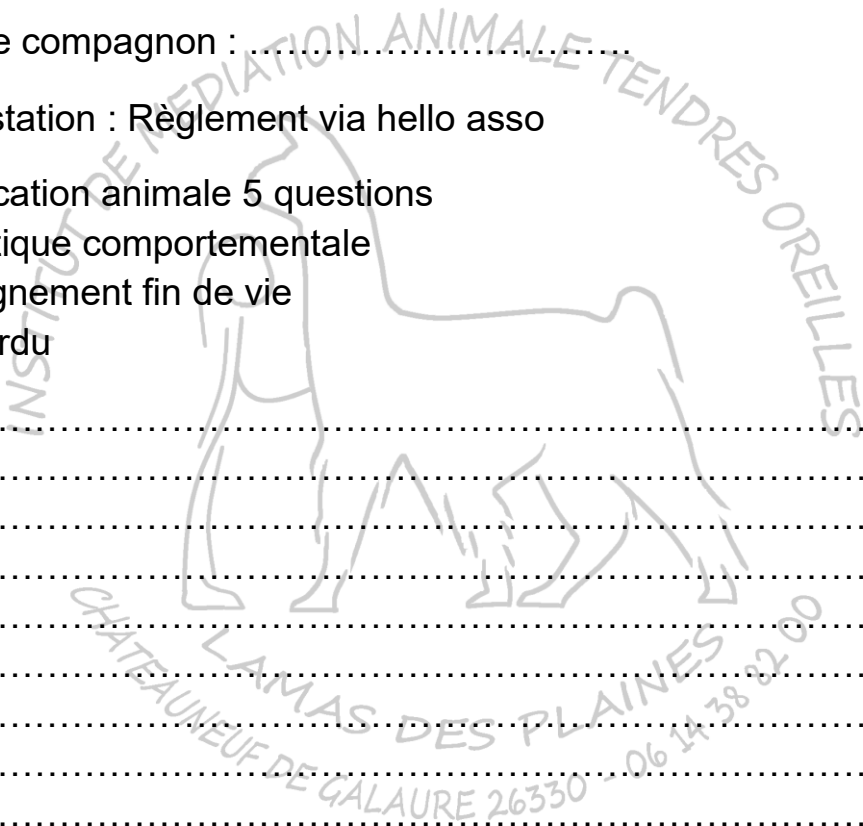 e compagnon : ……………………………
station : Règlement via hello asso
cation animale 5 questions
tique comportementale
gnement fin de vie
rdu
INSTITUT DE MEDIATION ANIMALE TENDRES OREILLES
LAMAS DES PLAINES
CHATEAUNEUF DE GALAURE 26330 - 06 14 38 82 00